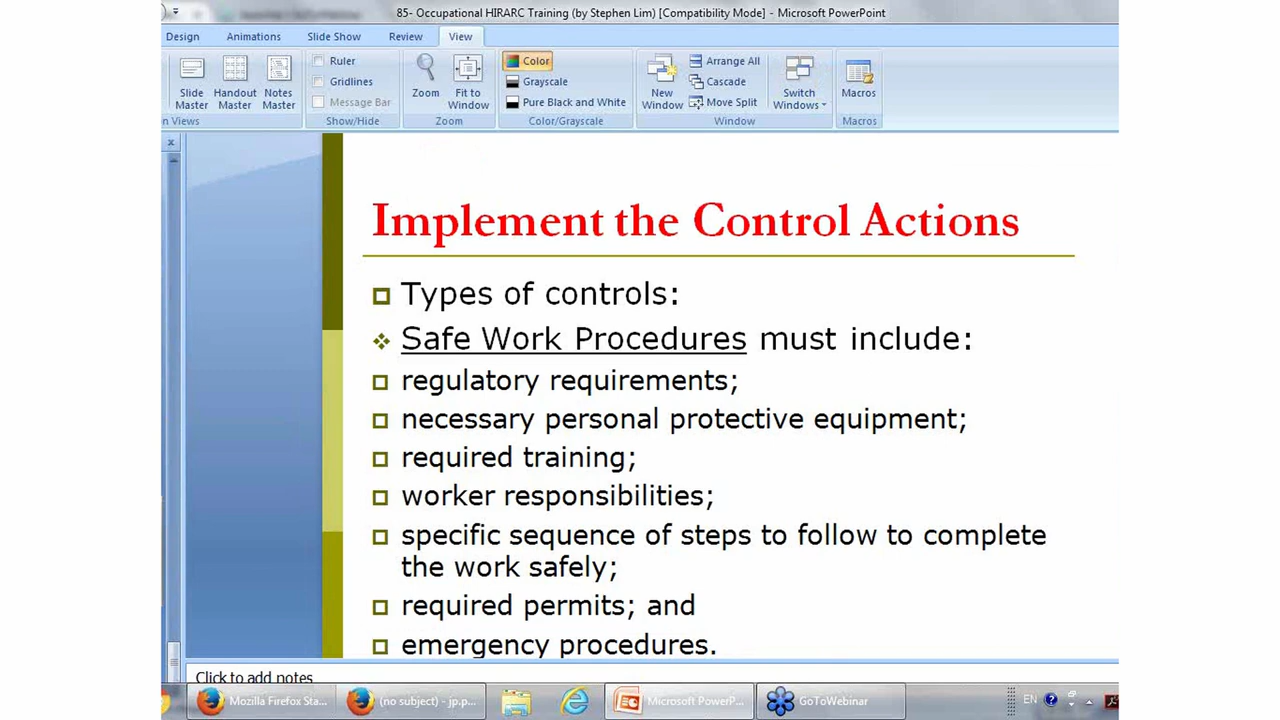 85- Occupational HIRARC Training (by Stephen Lim) [Compatibility Mode] - Microsoft PowerPoint
Design Animations Slide Show Review View
Ruler
Gridlines
Message Bar
Slide Master
Handout Master
Notes Master
Zoom
Fit to Window
Color
Grayscale
Pure Black and White
New Window
Arrange All
Cascade
Move Split
Switch Windows
Macros
n Views Show/Hide Zoom Color/Grayscale Window Macros
Implement the Control Actions
Types of controls:
Safe Work Procedures must include:
regulatory requirements;
necessary personal protective equipment;
required training;
worker responsibilities;
specific sequence of steps to follow to complete
the work safely;
required permits; and
emergency procedures.
Click to add notes
Mozilla Firefox Sta... (no subject) - jp.p... Microsoft PowerP... GoToWebinar EN